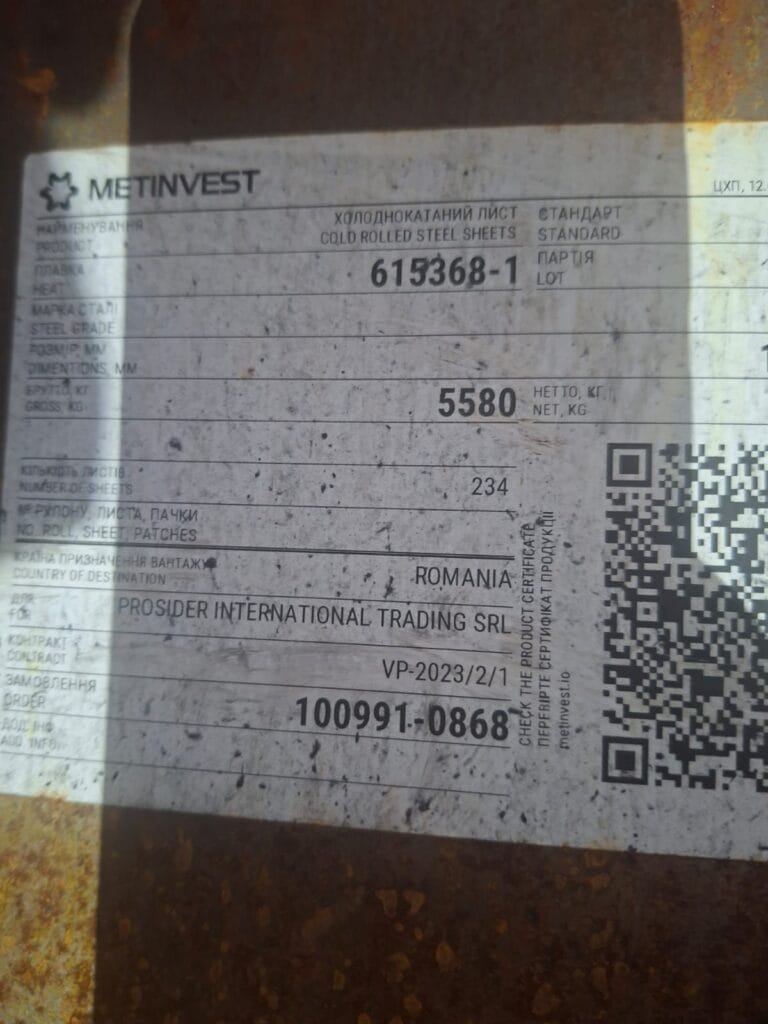 METINVEST
ЦХП, 12.
НАЙМЕНУВАННЯ
PRODUCT
ХОЛОДНОКАТАНИЙ ЛИСТ
COLD ROLLED STEEL SHEETS
СТАНДАРТ
STANDARD
ПЛАВКА
HEAT
615368-1
ПАРТІЯ
LOT
МАРКА СТАЛІ
STEEL GRADE
РОЗМІР, ММ
DIMENTIONS, MM
БРУТТО, КГ
GROSS, KG
5580
НЕТТО, КГ
NET, KG
КІЛЬКІСТЬ ЛИСТІВ
NUMBER OF SHEETS
234
№ РУЛОНУ, ЛИСТА, ПАЧКИ
NO. ROLL, SHEET, PATCHES
КРАЇНА ПРИЗНАЧЕННЯ ВАНТАЖУ
COUNTRY OF DESTINATION
ROMANIA
ДЛЯ
FOR
PROSIDER INTERNATIONAL TRADING SRL
КОНТРАКТ
CONTRACT
VP-2023/2/1
ЗАМОВЛЕННЯ
ORDER
100991-0868
ДОД. ІНФ.
ADD. INFO.
CHECK THE PRODUCT CERTIFICATE
ПЕРЕВІРТЕ СЕРТИФІКАТ ПРОДУКЦІЇ
metinvest.io